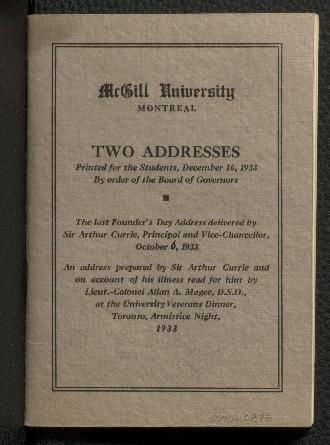 McGill University
MONTREAL
TWO ADDRESSES
Printed for the Students, December 16, 1933
By order of the Board of Governors
The last Founder's Day Address delivered by
Sir Arthur Currie, Principal and Vice-Chancellor,
October 6, 1933
An address prepared by Sir Arthur Currie and
on account of his illness read for him by
Lieut.-Colonel Allan A. Magee, D.S.O.,
at the University Veterans Dinner,
Toronto, Armistice Night,
1933
0376